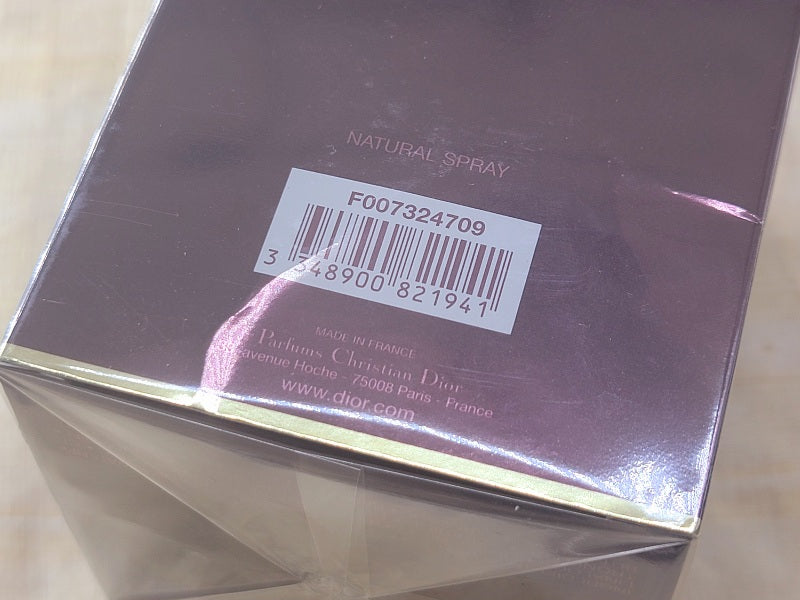 NATURAL SPRAY
F007324709
3 348900 821941
MADE IN FRANCE
Parfums Christian Dior
avenue Hoche - 75008 Paris - France
www.dior.com